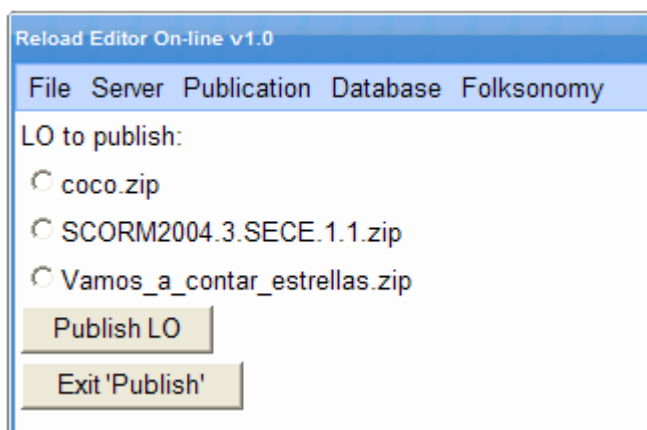 Reload Editor On-line v1.0
File Server Publication Database Folksonomy
LO to publish:
coco.zip
SCORM2004.3.SECE.1.1.zip
Vamos_a_contar_estrellas.zip
Publish LO
Exit 'Publish'